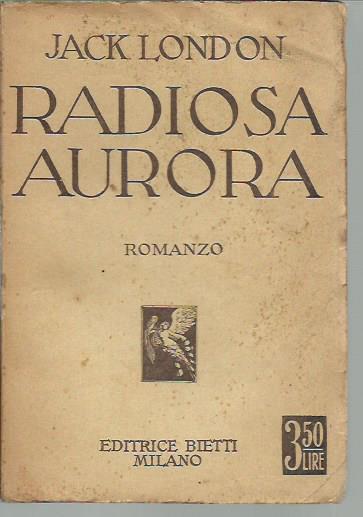 JACK LONDON
RADIOSA
AURORA
ROMANZO
EDITRICE BIETTI
MILANO
3 50
LIRE